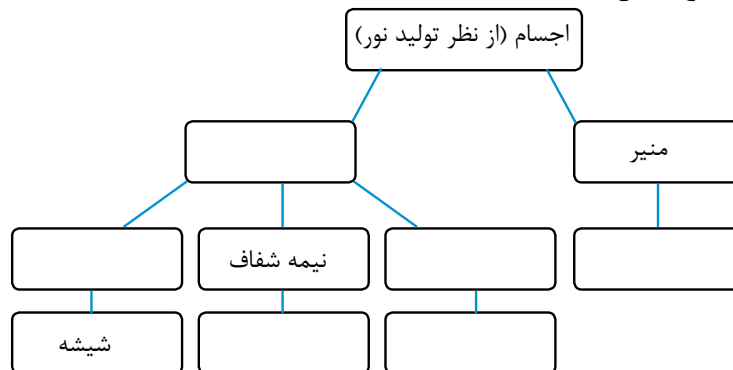 اجسام (از نظر تولید نور)
منیر
نیمه شفاف
شیشه